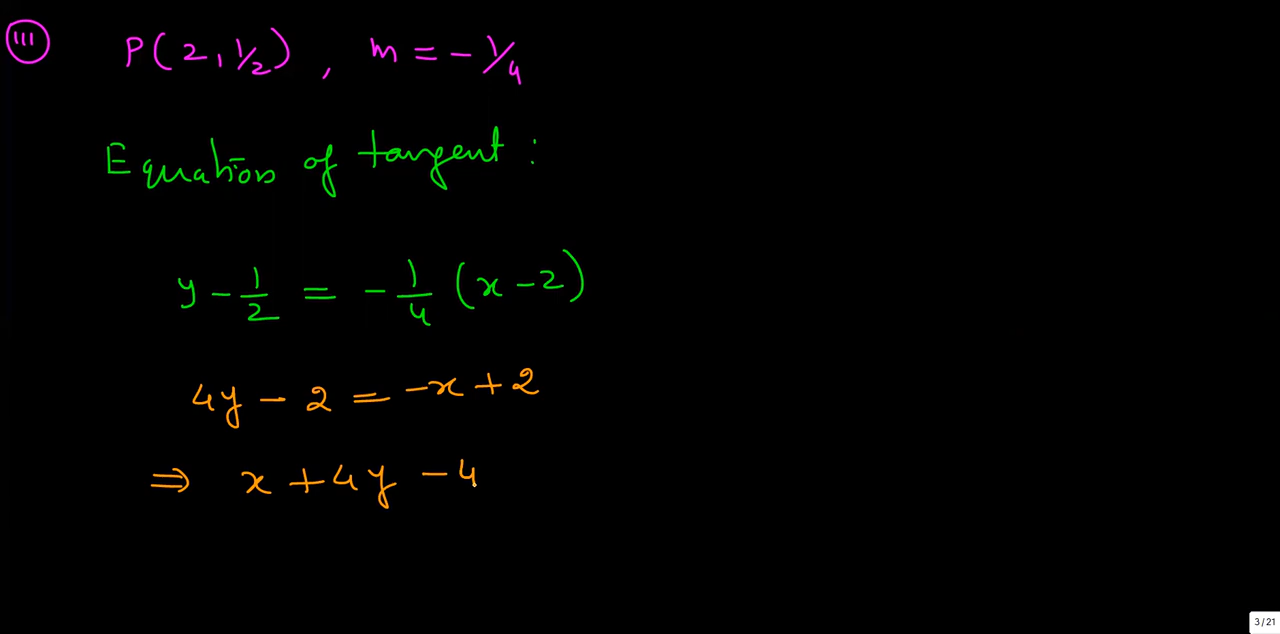 (III) P(2, 1/2) , m = - 1/4
Equation of tangent :
y - 1/2 = - 1/4 (x - 2)
4y - 2 = -x + 2
⇒ x + 4y - 4
3 / 21